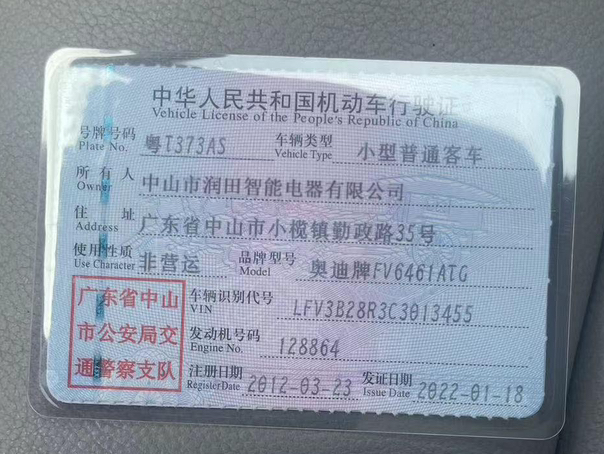 中华人民共和国机动车行驶证
Vehicle License of the People's Republic of China
号牌号码 粤T373AS 车辆类型 小型普通客车
Plate No. Vehicle Type
所有人 中山市润田智能电器有限公司
Owner
住址 广东省中山市小榄镇勤政路35号
Address
使用性质 非营运 品牌型号 奥迪牌FV6461ATG
Use Character Model
广东省中山
市公安局交
通警察支队
车辆识别代号 LFV3B28R3C3013455
VIN
发动机号码 128864
Engine No.
注册日期 2012-03-23 发证日期 2022-01-18
Register Date Issue Date